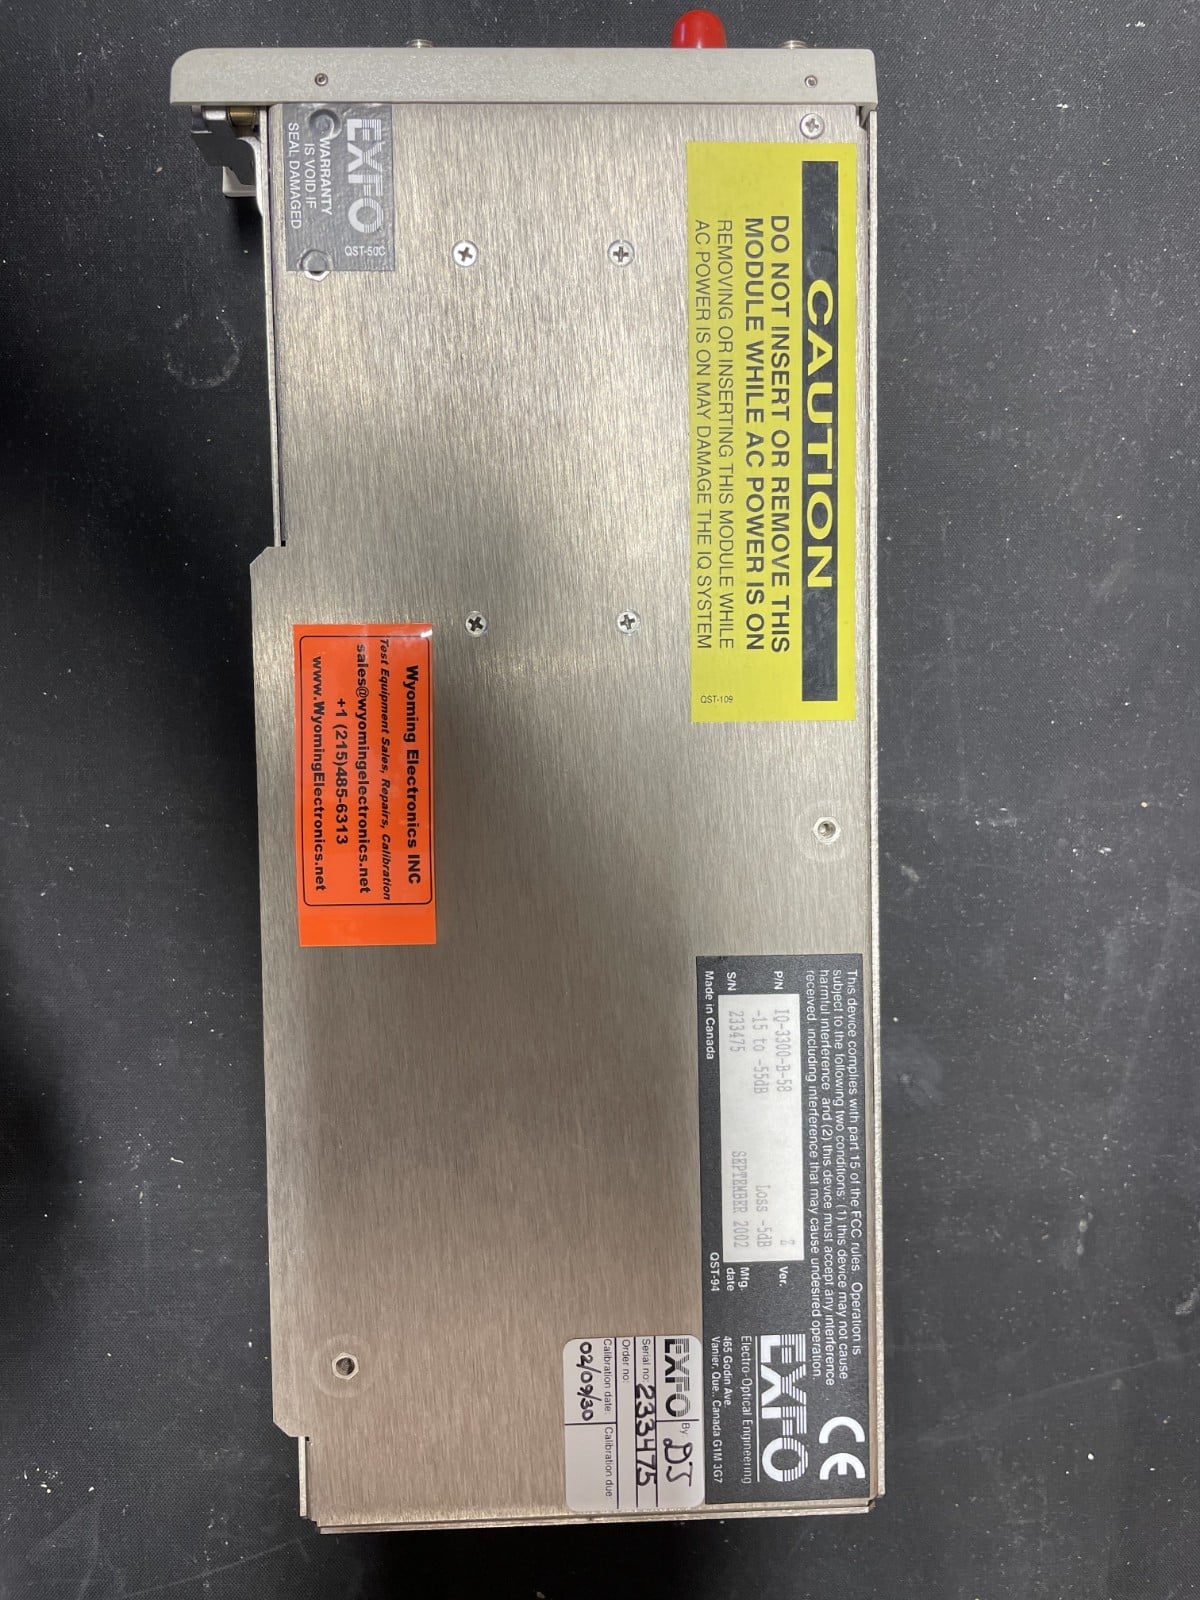 EXFO
WARRANTY
IS VOID IF
SEAL DAMAGED
QST-50C
CAUTION
DO NOT INSERT OR REMOVE THIS
MODULE WHILE AC POWER IS ON
REMOVING OR INSERTING THIS MODULE WHILE
AC POWER IS ON MAY DAMAGE THE IQ SYSTEM
QST-109
Wyoming Electronics INC
Test Equipment Sales, Repairs, Calibration
sales@wyomingelectronics.net
+1 (215)485-6313
www.WyomingElectronics.net
This device complies with part 15 of the FCC rules. Operation is
subject to the following two conditions: (1) this device may not cause
harmful interference, and (2) this device must accept any interference
received, including interference that may cause undesired operation.
P/N IQ-3300-B-58 Ver.
-15 to -55dB Loss -5dB
S/N 233475 SEPTEMBER 2002 Mfg. date
Made in Canada QST-94
CE
EXFO
Electro-Optical Engineering
465 Godin Ave.
Vanier, Que., Canada G1M 3G7
EXFO By: DJ
Serial no: 233475
Order no:
Calibration date: Calibration due:
02/09/30